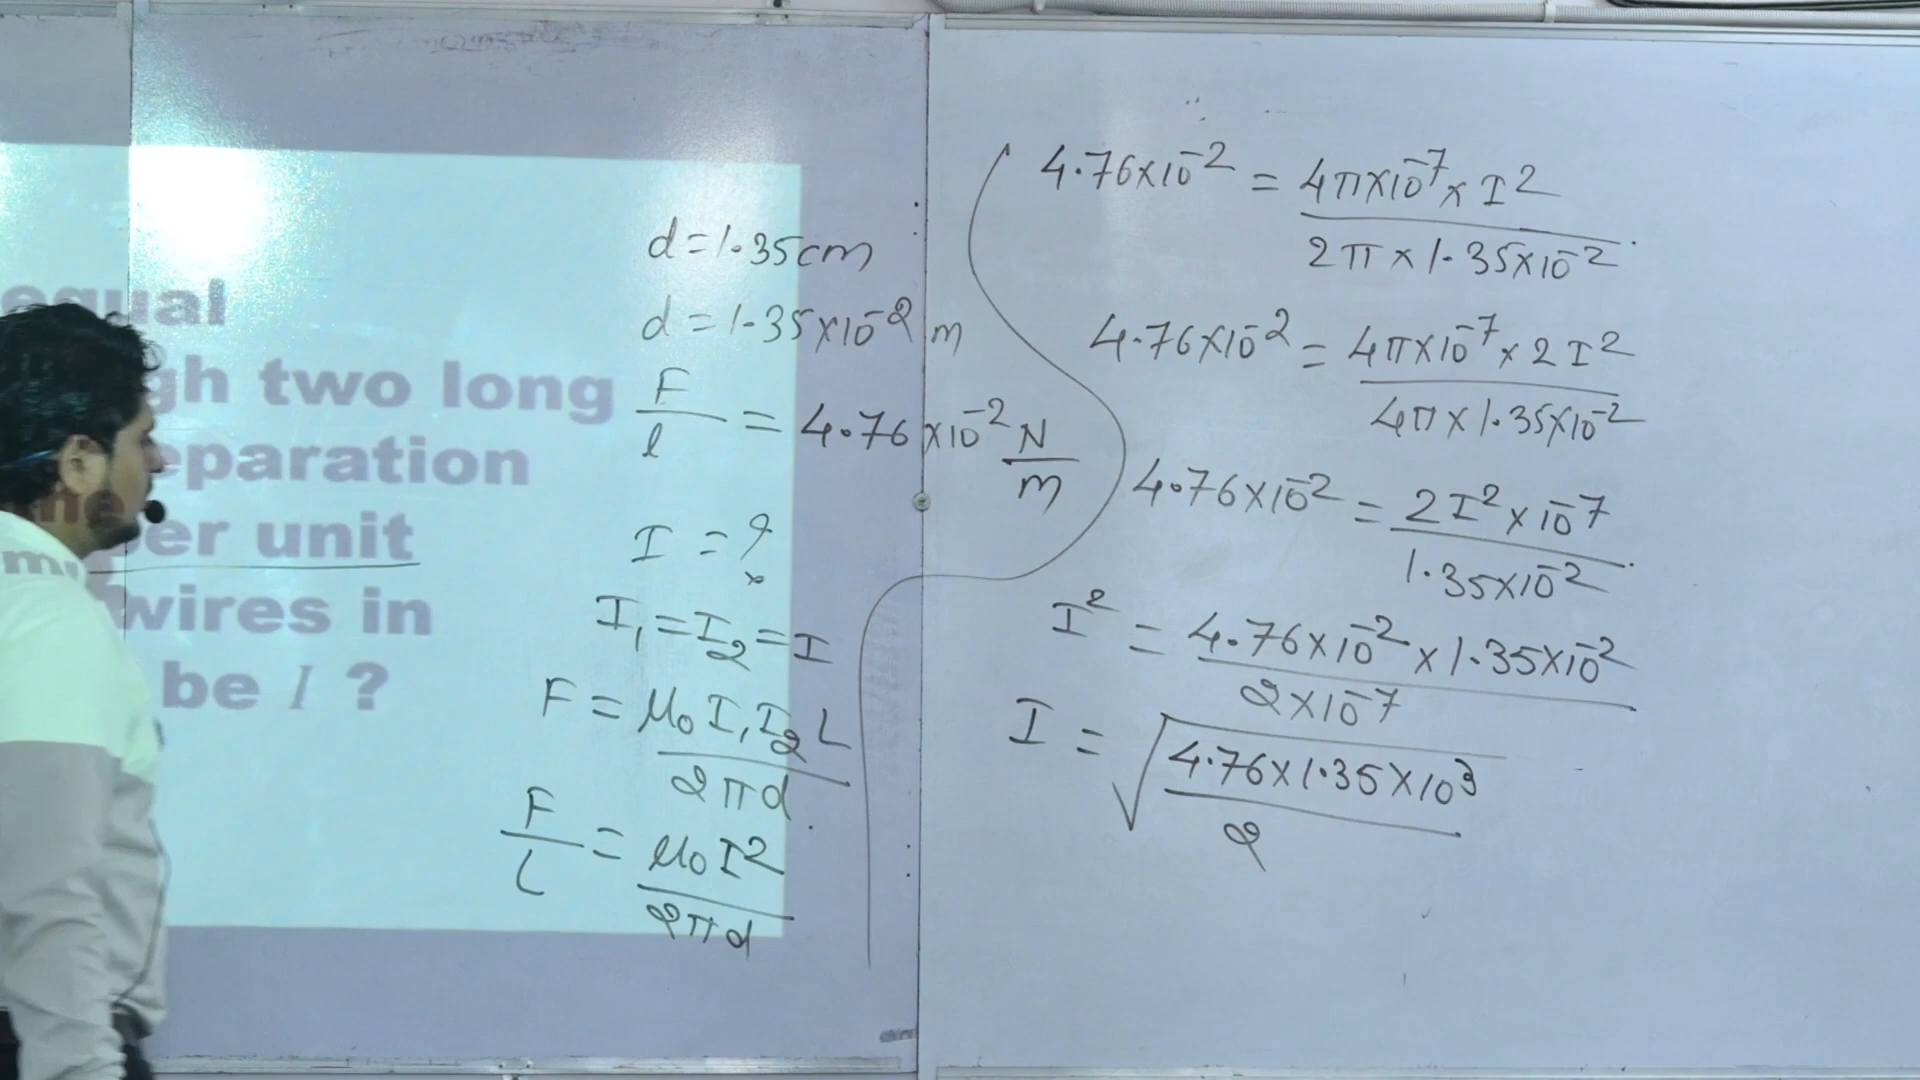 equal
gh two long
eparation
er unit
wires in
be I ?
d = 1.35 cm
d = 1.35 × 10⁻² m
F/l = 4.76 × 10⁻² N/m
I = ?
I₁ = I₂ = I
F = μ₀ I₁ I₂ L / 2πd
F/L = μ₀ I² / 2πd
4.76 × 10⁻² = 4π × 10⁻⁷ × I² / 2π × 1.35 × 10⁻²
4.76 × 10⁻² = 4π × 10⁻⁷ × 2 I² / 4π × 1.35 × 10⁻²
4.76 × 10⁻² = 2 I² × 10⁻⁷ / 1.35 × 10⁻²
I² = 4.76 × 10⁻² × 1.35 × 10⁻² / 2 × 10⁻⁷
I = √(4.76 × 1.35 × 10³ / 2)